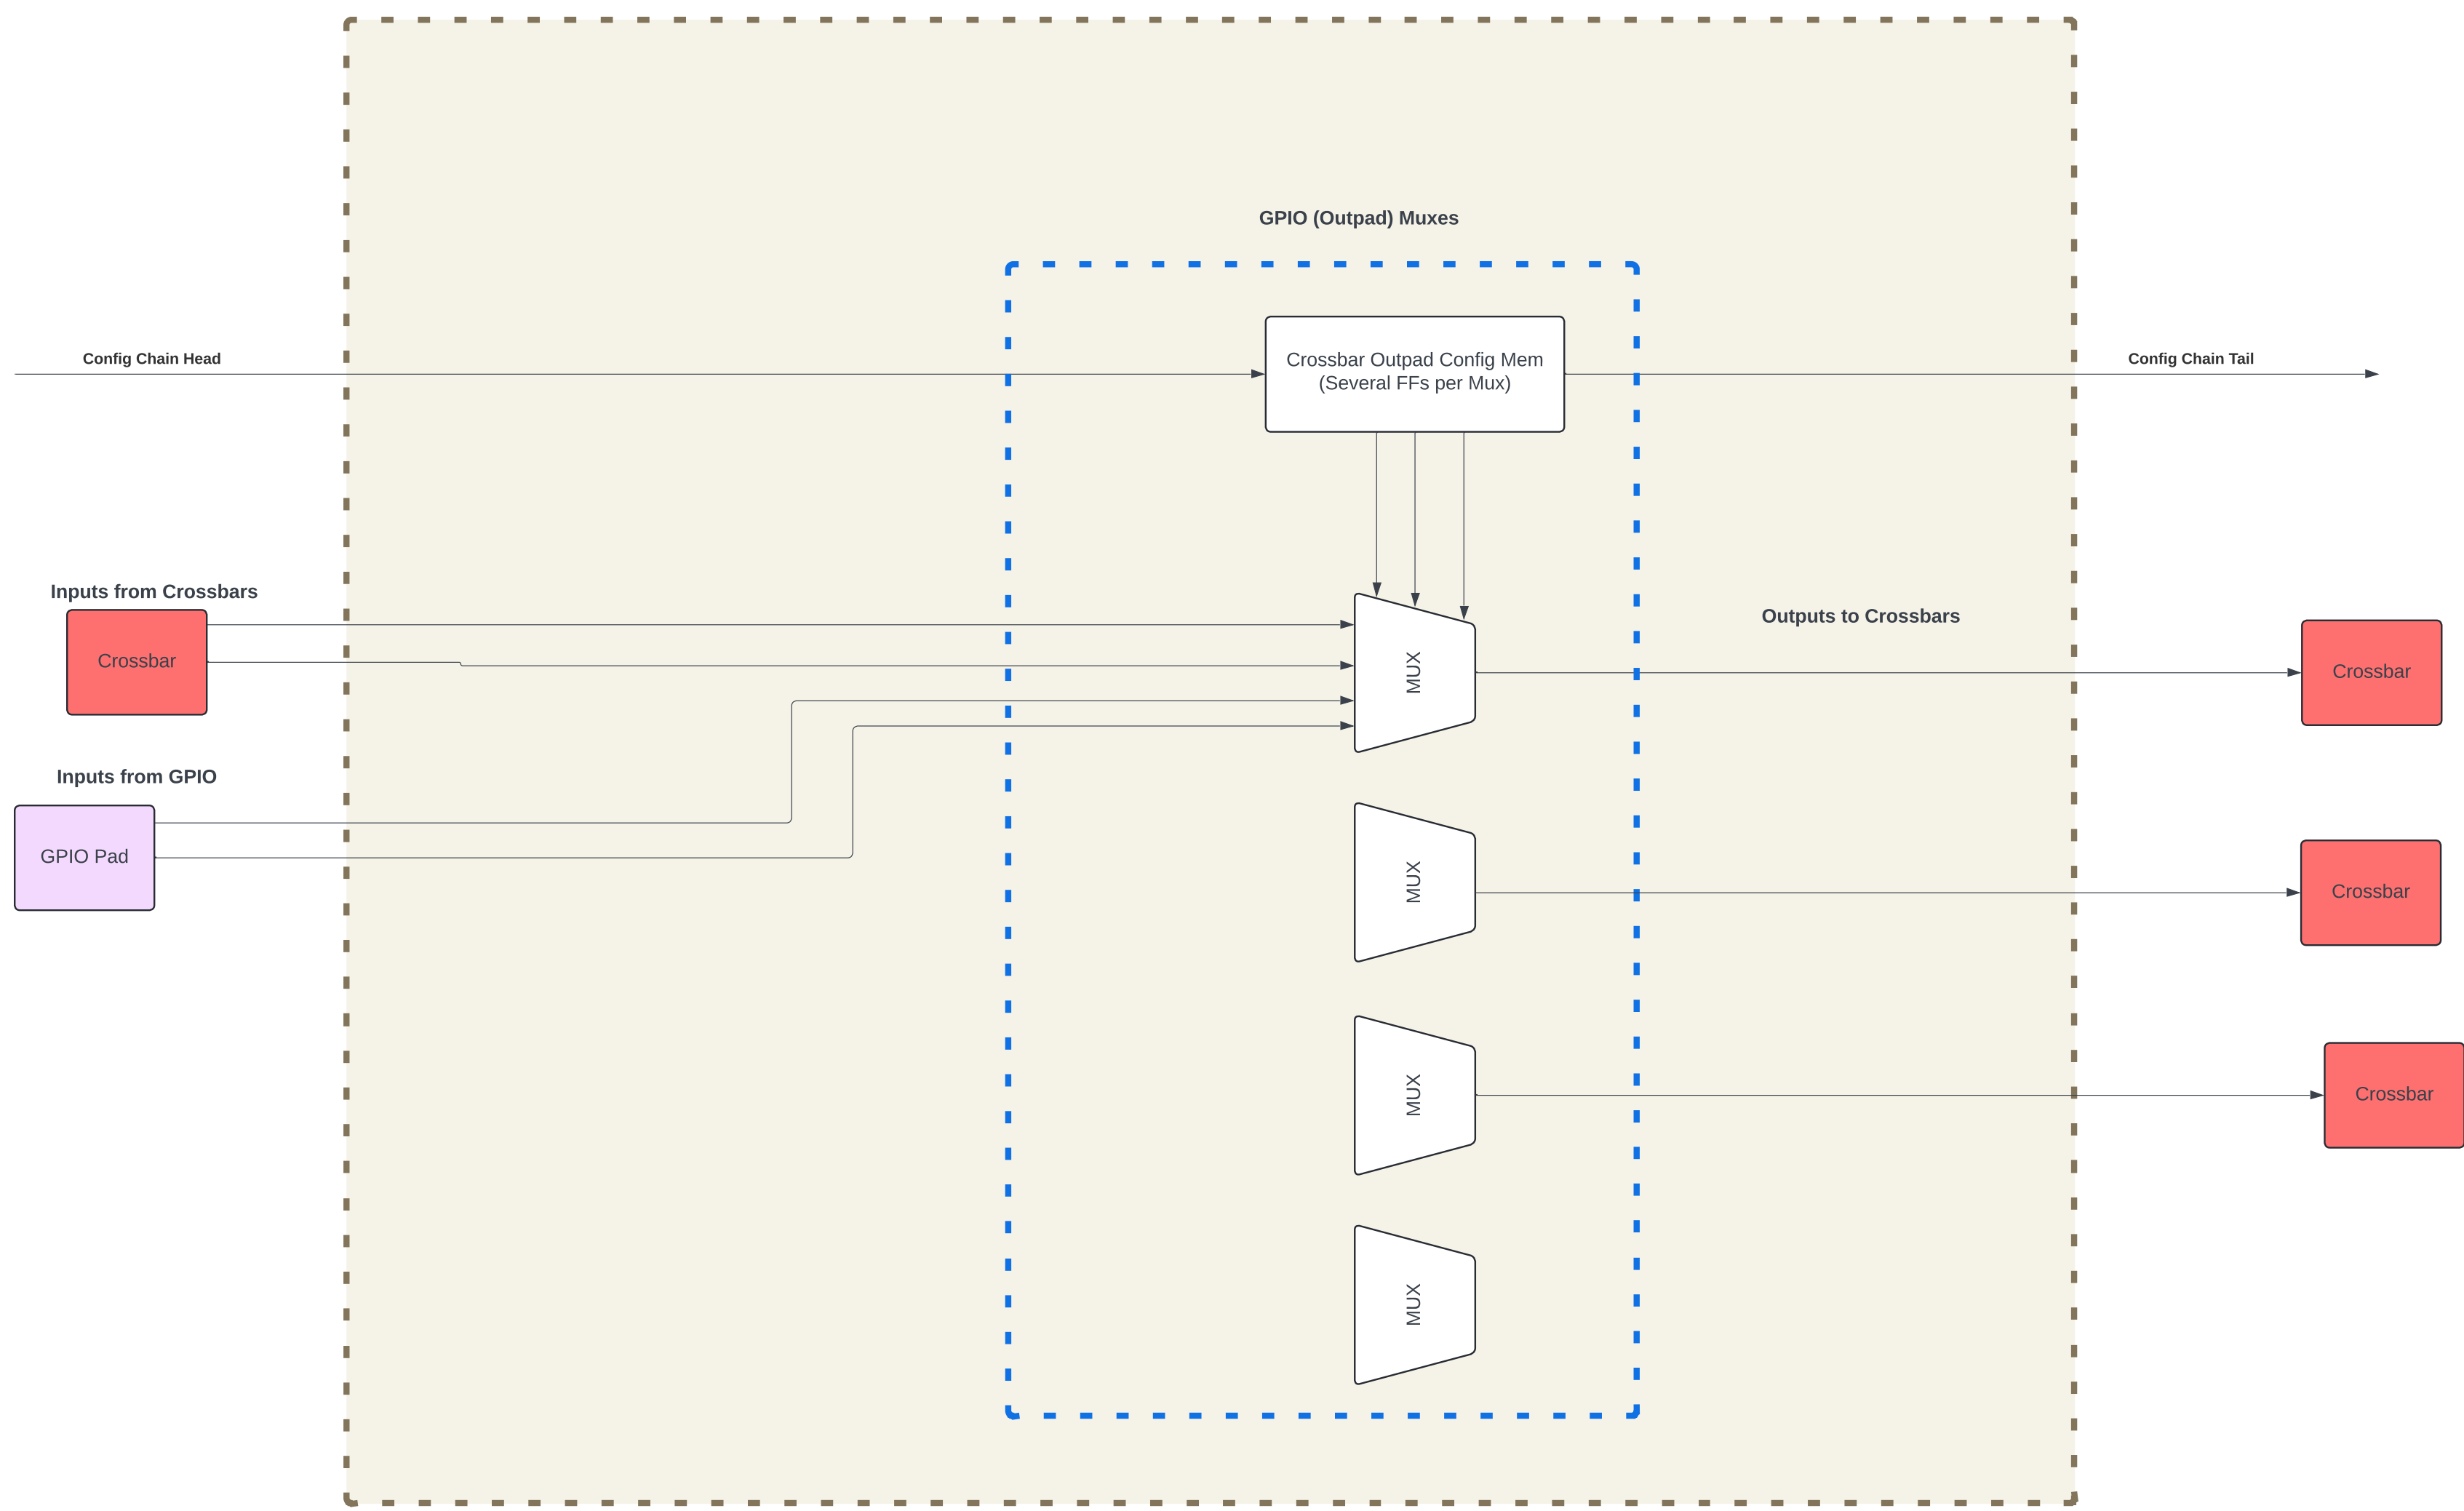 GPIO (Outpad) Muxes
Config Chain Head
Crossbar Outpad Config Mem
(Several FFs per Mux)
Config Chain Tail
Inputs from Crossbars
Crossbar
MUX
Outputs to Crossbars
Crossbar
Inputs from GPIO
GPIO Pad
MUX
Crossbar
MUX
Crossbar
MUX